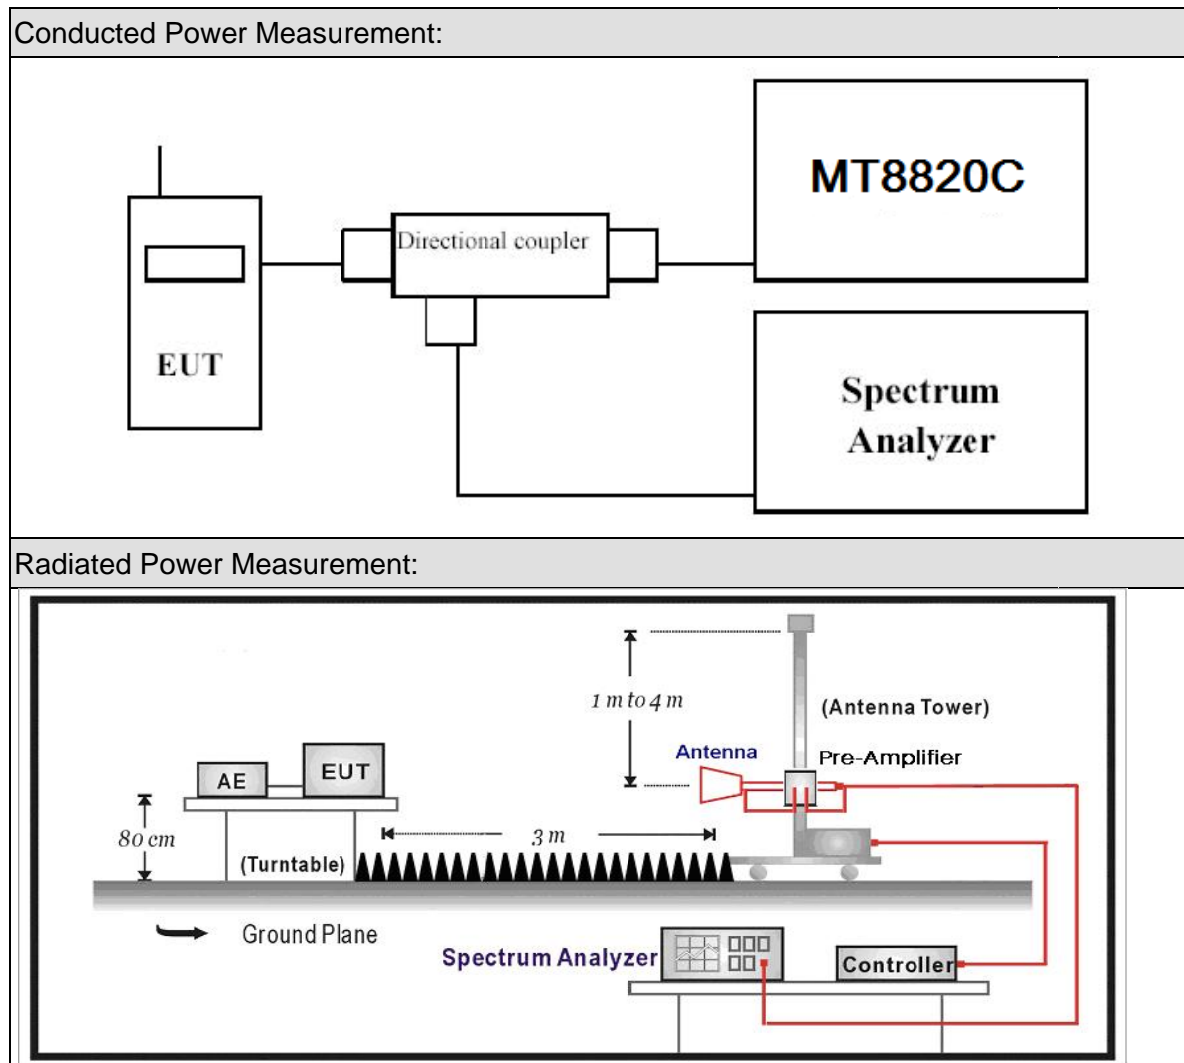 Conducted Power Measurement:
MT8820C
Directional coupler
EUT
Spectrum
Analyzer
Radiated Power Measurement:
1 m to 4 m
(Antenna Tower)
Antenna
Pre-Amplifier
AE
EUT
80 cm
3 m
(Turntable)
Ground Plane
Spectrum Analyzer
Controller